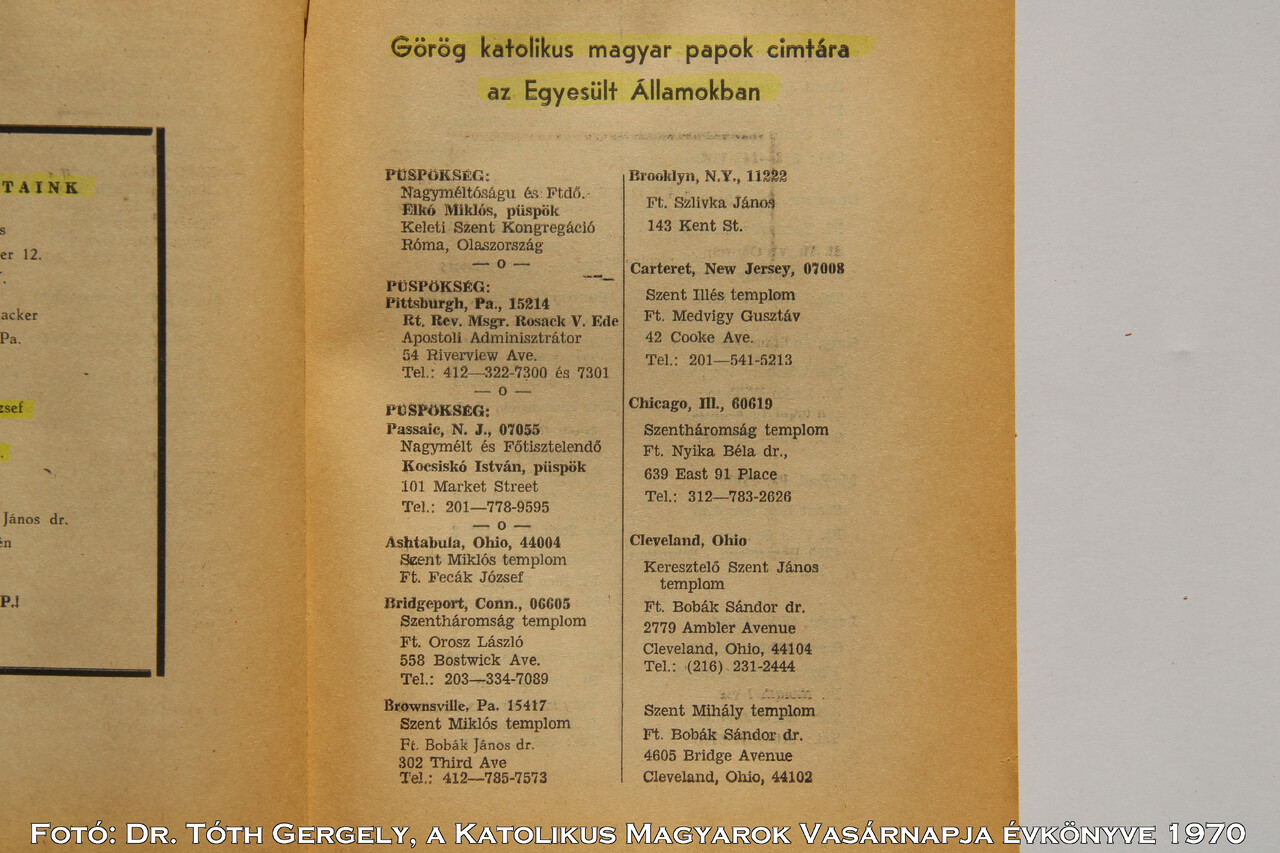 TAINK
s
er 12.
acker
Pa.
zsef
János dr.
én
P.!
Görög katolikus magyar papok cimtára
az Egyesült Államokban
PÜSPÖKSÉG:
Nagyméltóságu és Ftdő.
Elkó Miklós, püspök
Keleti Szent Kongregáció
Róma, Olaszország
— o —
PÜSPÖKSÉG:
Pittsburgh, Pa., 15214
Rt. Rev. Msgr. Rosack V. Ede
Apostoli Adminisztrátor
54 Riverview Ave.
Tel.: 412—322-7300 és 7301
— o —
PÜSPÖKSÉG:
Passaic, N. J., 07055
Nagymélt és Főtisztelendő
Kocsiskó István, püspök
101 Market Street
Tel.: 201—778-9595
— o —
Ashtabula, Ohio, 44004
Szent Miklós templom
Ft. Fecák József
Bridgeport, Conn., 06605
Szentháromság templom
Ft. Orosz László
558 Bostwick Ave.
Tel.: 203—334-7089
Brownsville, Pa. 15417
Szent Miklós templom
Ft. Bobák János dr.
302 Third Ave
Tel.: 412—785-7573
Brooklyn, N.Y., 11222
Ft. Szlivka János
143 Kent St.
Carteret, New Jersey, 07008
Szent Illés templom
Ft. Medvigy Gusztáv
42 Cooke Ave.
Tel.: 201—541-5213
Chicago, Ill., 60619
Szentháromság templom
Ft. Nyika Béla dr.,
639 East 91 Place
Tel.: 312—783-2626
Cleveland, Ohio
Keresztelő Szent János
templom
Ft. Bobák Sándor dr.
2779 Ambler Avenue
Cleveland, Ohio, 44104
Tel.: (216) 231-2444
Szent Mihály templom
Ft. Bobák Sándor dr.
4605 Bridge Avenue
Cleveland, Ohio, 44102
Fotó: Dr. Tóth Gergely, a Katolikus Magyarok Vasárnapja évkönyve 1970